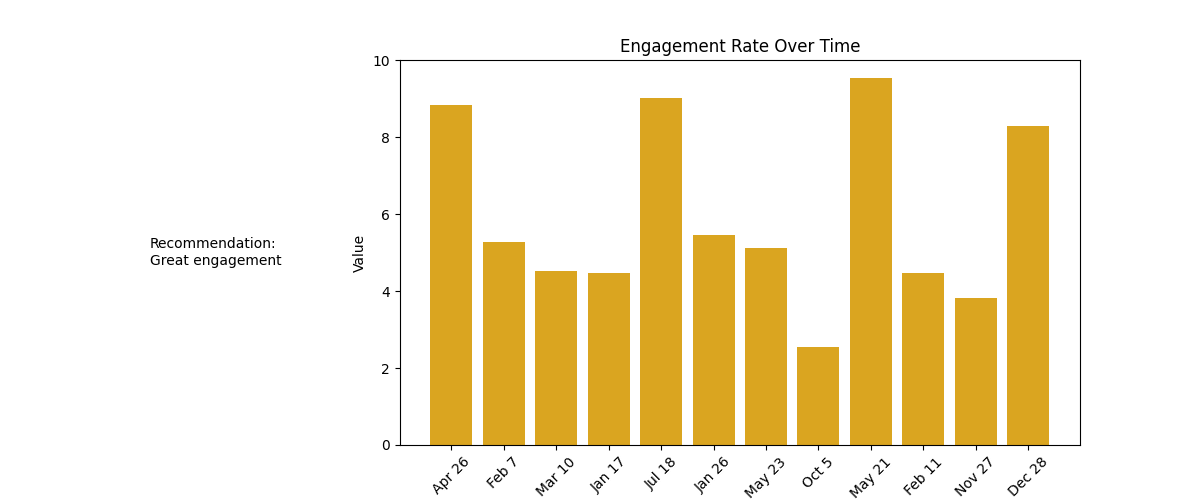 Engagement Rate Over Time
Recommendation:
Great engagement
Value
10
8
6
4
2
0
Apr 26
Feb 7
Mar 10
Jan 17
Jul 18
Jan 26
May 23
Oct 5
May 21
Feb 11
Nov 27
Dec 28